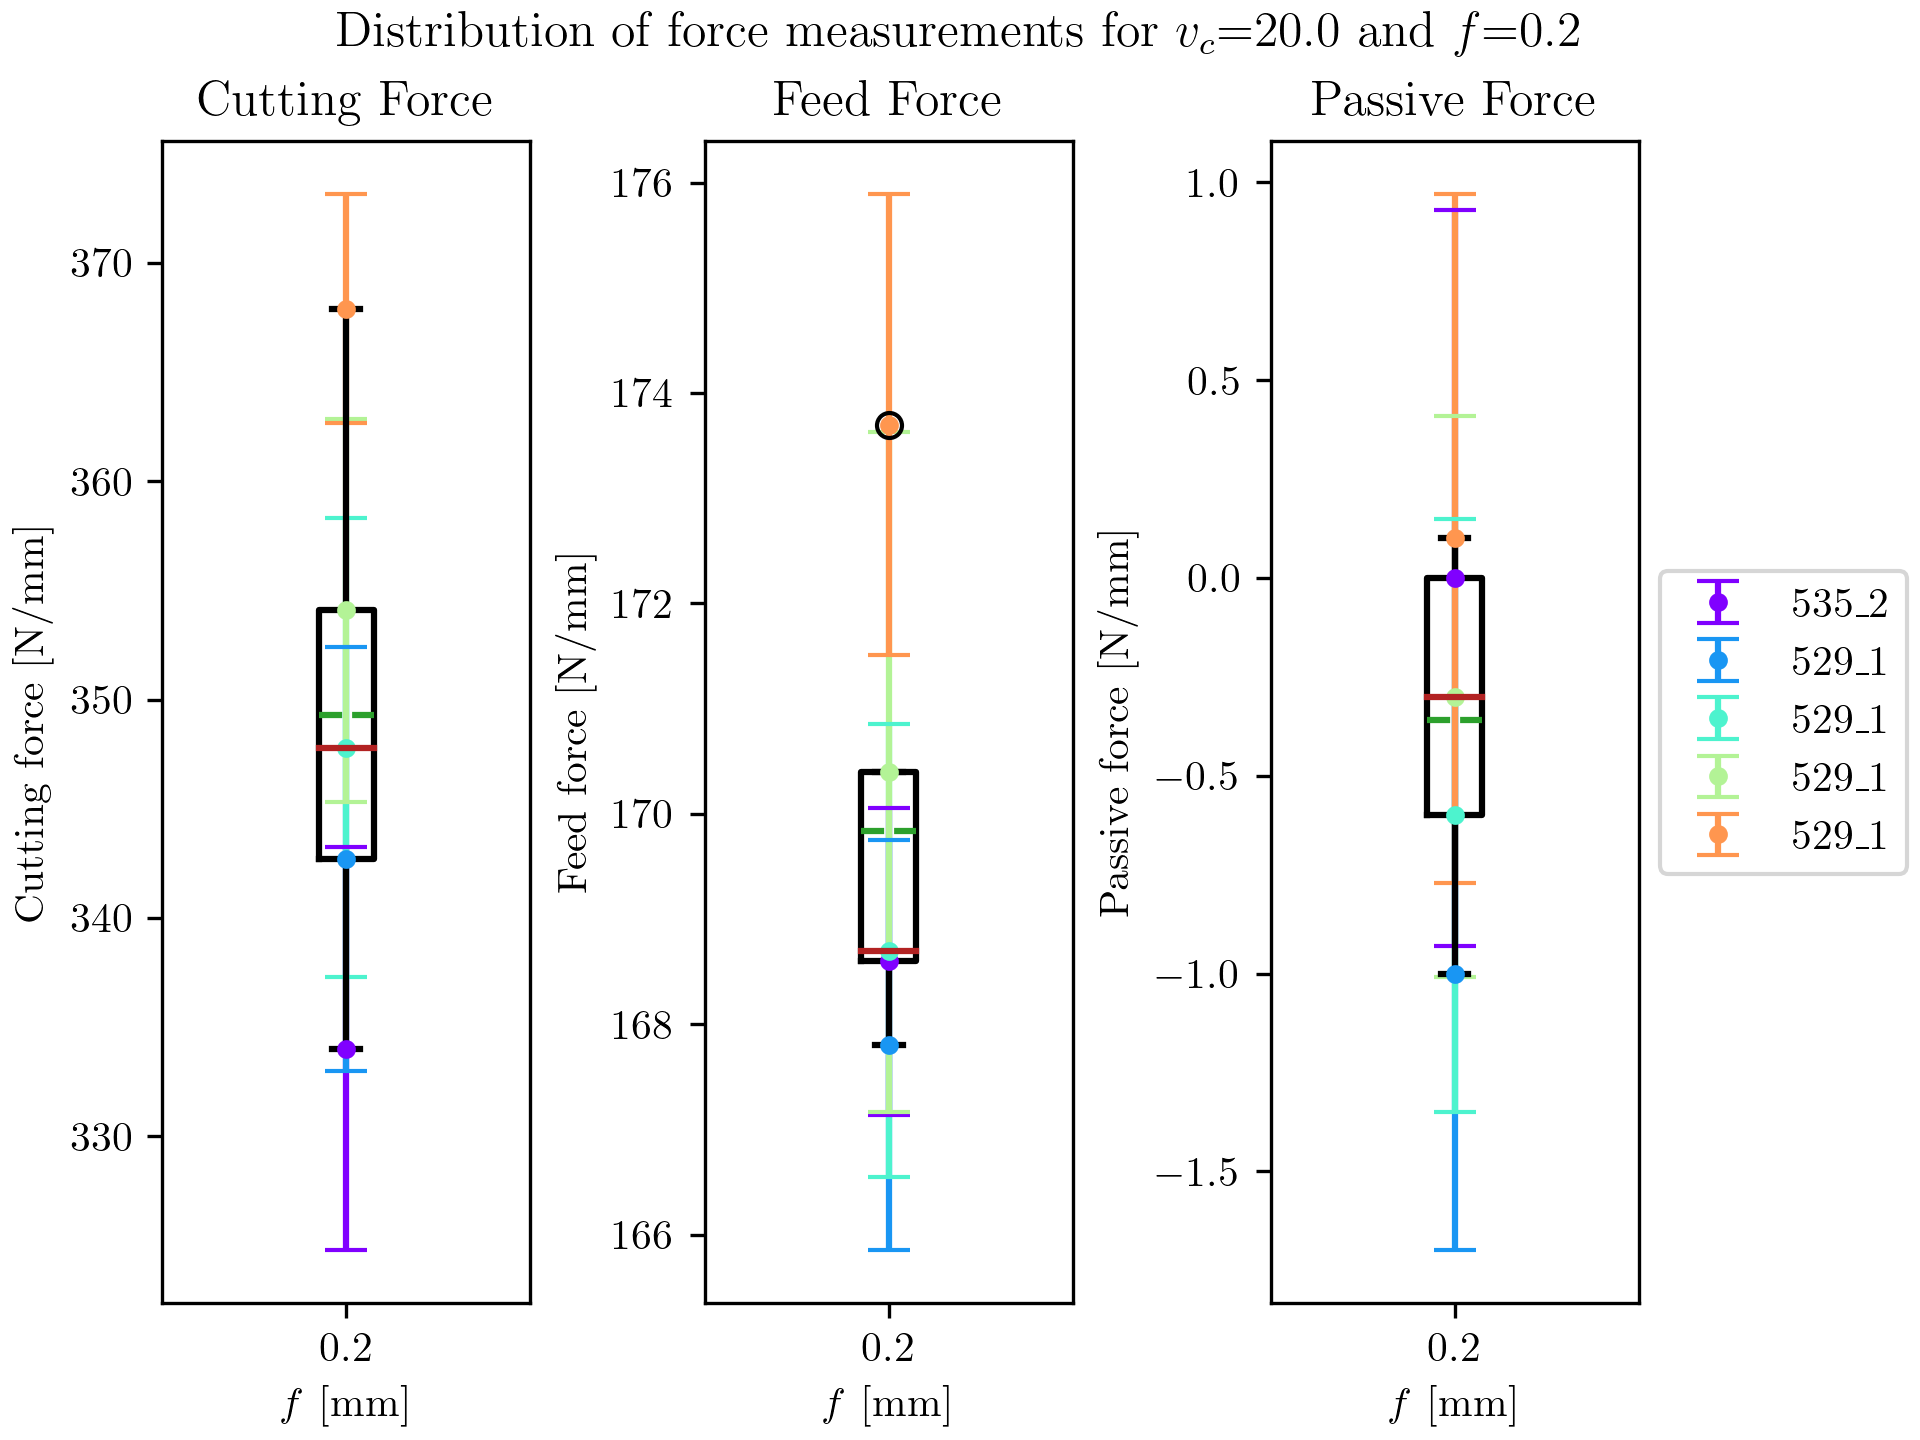 Distribution of force measurements for v_c=20.0 and f=0.2
Cutting Force
Cutting force [N/mm]
370
360
350
340
330
0.2
f [mm]
Feed Force
Feed force [N/mm]
176
174
172
170
168
166
0.2
f [mm]
Passive Force
Passive force [N/mm]
1.0
0.5
0.0
−0.5
−1.0
−1.5
0.2
f [mm]
535_2
529_1
529_1
529_1
529_1